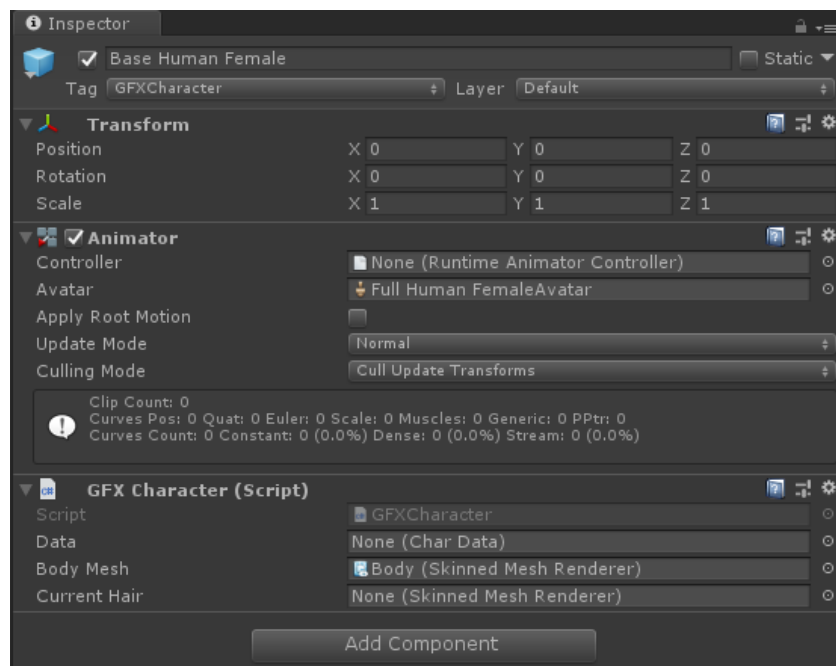 Inspector
Base Human Female Static
Tag GFXCharacter Layer Default
Transform
Position X 0 Y 0 Z 0
Rotation X 0 Y 0 Z 0
Scale X 1 Y 1 Z 1
Animator
Controller None (Runtime Animator Controller)
Avatar Full Human FemaleAvatar
Apply Root Motion
Update Mode Normal
Culling Mode Cull Update Transforms
Clip Count: 0
Curves Pos: 0 Quat: 0 Euler: 0 Scale: 0 Muscles: 0 Generic: 0 PPtr: 0
Curves Count: 0 Constant: 0 (0.0%) Dense: 0 (0.0%) Stream: 0 (0.0%)
GFX Character (Script)
Script GFXCharacter
Data None (Char Data)
Body Mesh Body (Skinned Mesh Renderer)
Current Hair None (Skinned Mesh Renderer)
Add Component